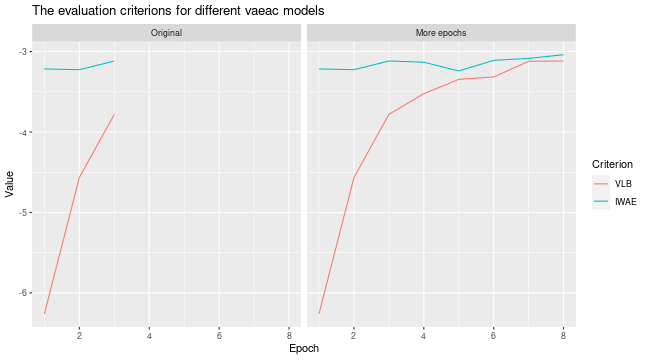 The evaluation criterions for different vaeac models
Original
More epochs
-3
-4
-5
-6
Value
2
4
6
8
2
4
6
8
Epoch
Criterion
VLB
IWAE